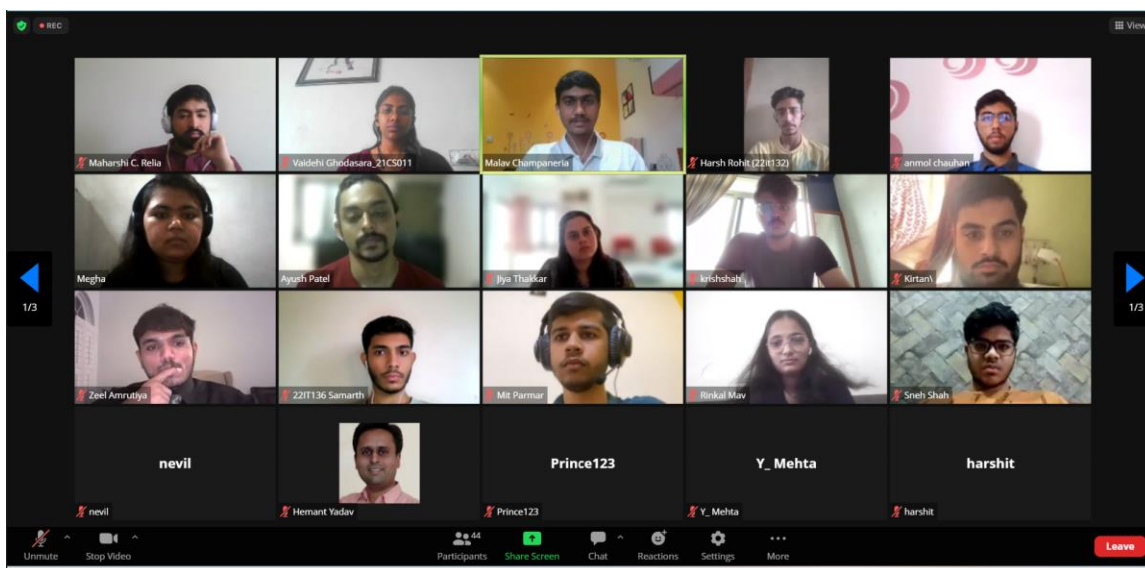 REC
View
Maharshi C. Relia
Vaidehi Ghodasara_21CS011
Malav Champaneria
Harsh Rohit (22it132)
anmol chauhan
Megha
Ayush Patel
Jiya Thakkar
krishshah
Kirtan\
1/3
1/3
Zeel Amrutiya
22IT136 Samarth
Mit Parmar
Rinkal Mav
Sneh Shah
nevil
Prince123
Y_ Mehta
harshit
nevil
Hemant Yadav
Prince123
Y_ Mehta
harshit
Unmute
Stop Video
44
Participants
Share Screen
Chat
Reactions
Settings
More
Leave